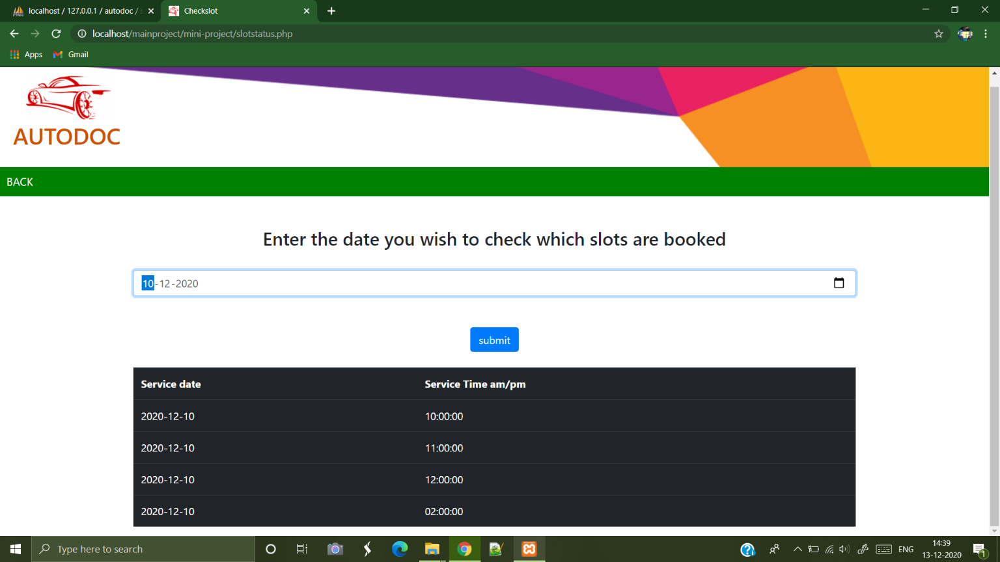 localhost / 127.0.0.1 / autodoc /
Checkslot
localhost/mainproject/mini-project/slotstatus.php
Apps
Gmail
AUTODOC
BACK
Enter the date you wish to check which slots are booked
10-12-2020
submit
Service date Service Time am/pm
2020-12-10 10:00:00
2020-12-10 11:00:00
2020-12-10 12:00:00
2020-12-10 02:00:00
Type here to search
ENG
14:39
13-12-2020
1